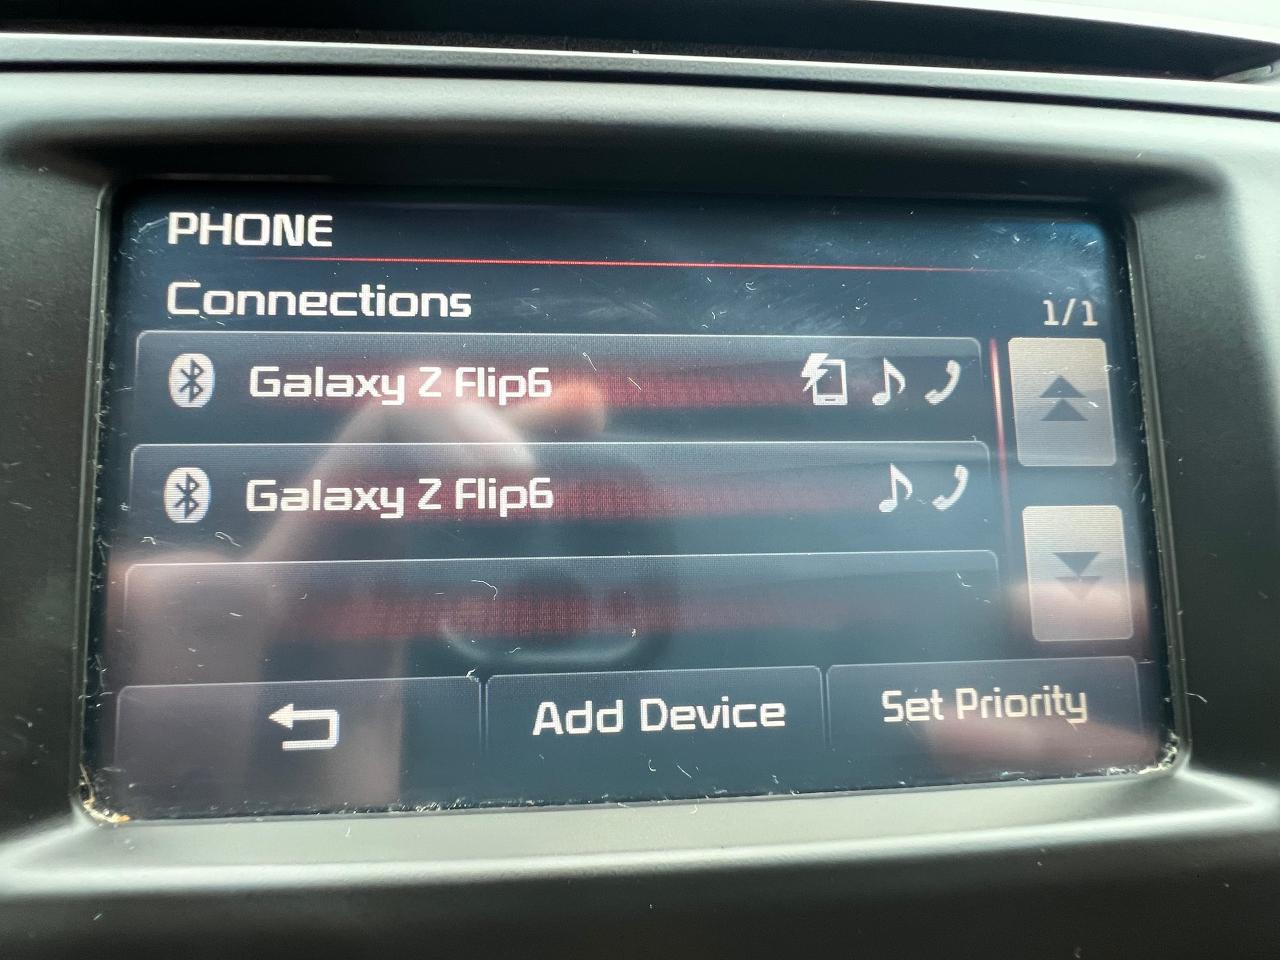 PHONE
Connections
1/1
Galaxy Z Flip6
Galaxy Z Flip6
Add Device
Set Priority